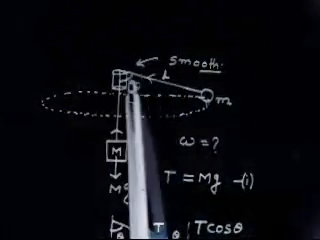 smooth.
l
m
M
ω = ?
T = Mg -(i)
Mg
T
θ
Tcosθ
θ